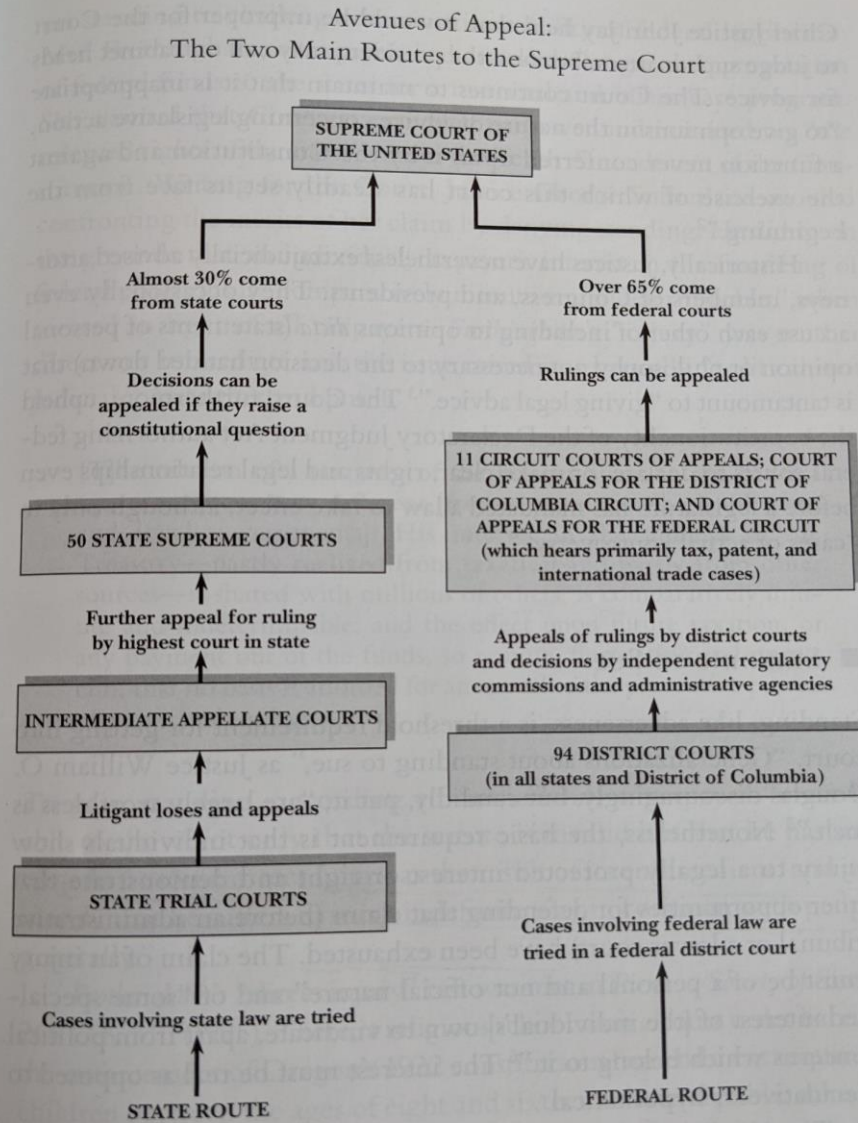 Avenues of Appeal:
The Two Main Routes to the Supreme Court
SUPREME COURT OF
THE UNITED STATES
Almost 30% come
from state courts
Decisions can be
appealed if they raise a
constitutional question
50 STATE SUPREME COURTS
Further appeal for ruling
by highest court in state
INTERMEDIATE APPELLATE COURTS
Litigant loses and appeals
STATE TRIAL COURTS
Cases involving state law are tried
STATE ROUTE
Over 65% come
from federal courts
Rulings can be appealed
11 CIRCUIT COURTS OF APPEALS; COURT
OF APPEALS FOR THE DISTRICT OF
COLUMBIA CIRCUIT; AND COURT OF
APPEALS FOR THE FEDERAL CIRCUIT
(which hears primarily tax, patent, and
international trade cases)
Appeals of rulings by district courts
and decisions by independent regulatory
commissions and administrative agencies
94 DISTRICT COURTS
(in all states and District of Columbia)
Cases involving federal law are
tried in a federal district court
FEDERAL ROUTE